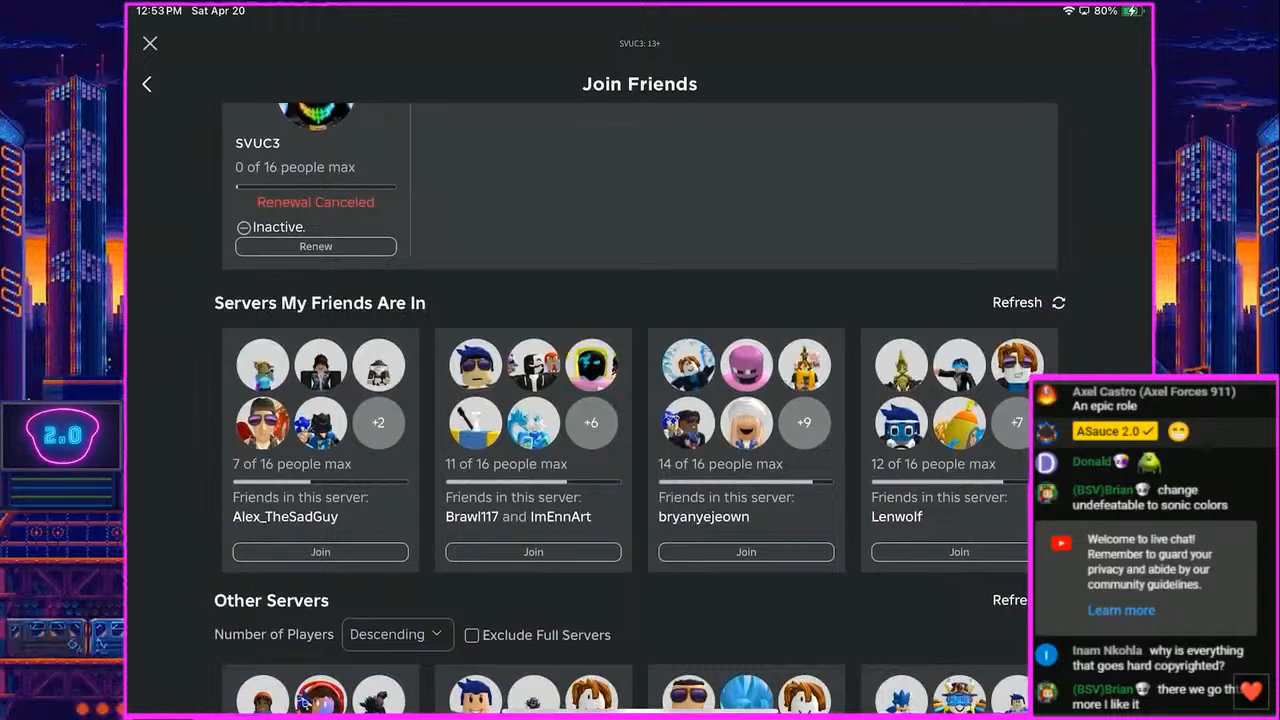 12:53PM Sat Apr 20
80%
SVUC3: 13+
Join Friends
SVUC3
0 of 16 people max
Renewal Canceled
Inactive.
Renew
Servers My Friends Are In
Refresh
+2
+6
+9
+7
7 of 16 people max
11 of 16 people max
14 of 16 people max
12 of 16 people max
Friends in this server:
Alex_TheSadGuy
Friends in this server:
Brawl117 and ImEnnArt
Friends in this server:
bryanyejeown
Friends in this server:
Lenwolf
Join
Join
Join
Join
Other Servers
Refre
Number of Players
Descending
Exclude Full Servers
2.0
Axel Castro (Axel Forces 911)
An epic role
ASauce 2.0
D
Donald
(BSV)Brian change
undefeatable to sonic colors
Welcome to live chat!
Remember to guard your
privacy and abide by our
community guidelines.
Learn more
I
Inam Nkohla why is everything
that goes hard copyrighted?
(BSV)Brian there we go th
more I like it